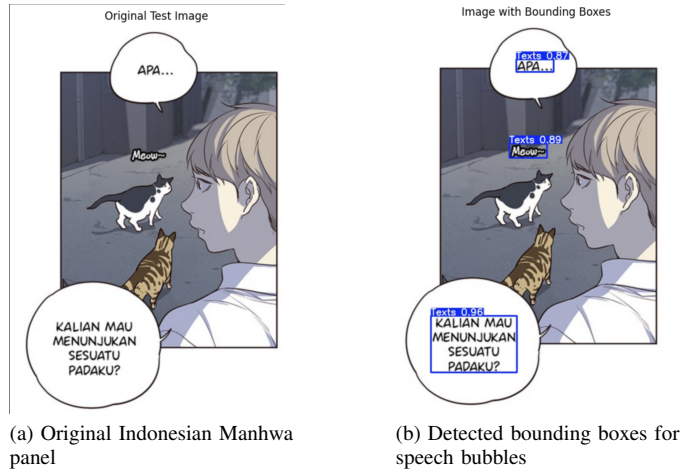 Original Test Image
APA...
Meow~
KALIAN MAU
MENUNJUKAN
SESUATU
PADAKU?
(a) Original Indonesian Manhwa
panel
Image with Bounding Boxes
Texts 0.87
APA...
Texts 0.89
Meow~
Texts 0.96
KALIAN MAU
MENUNJUKAN
SESUATU
PADAKU?
(b) Detected bounding boxes for
speech bubbles